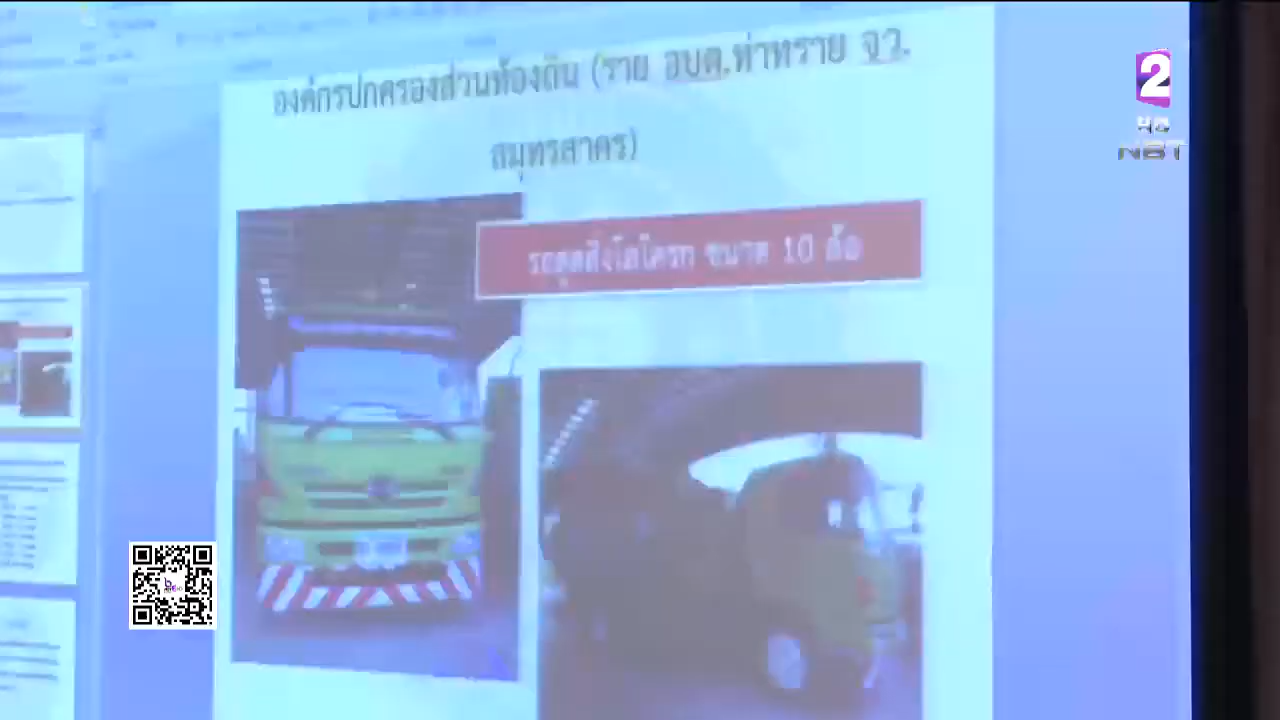 องค์กรปกครองส่วนท้องถิ่น (ราย อบต.ท่าทราย จว.
สมุทรสาคร)
รถดูดสิ่งโสโครก ขนาด 10 ล้อ
2
NBT